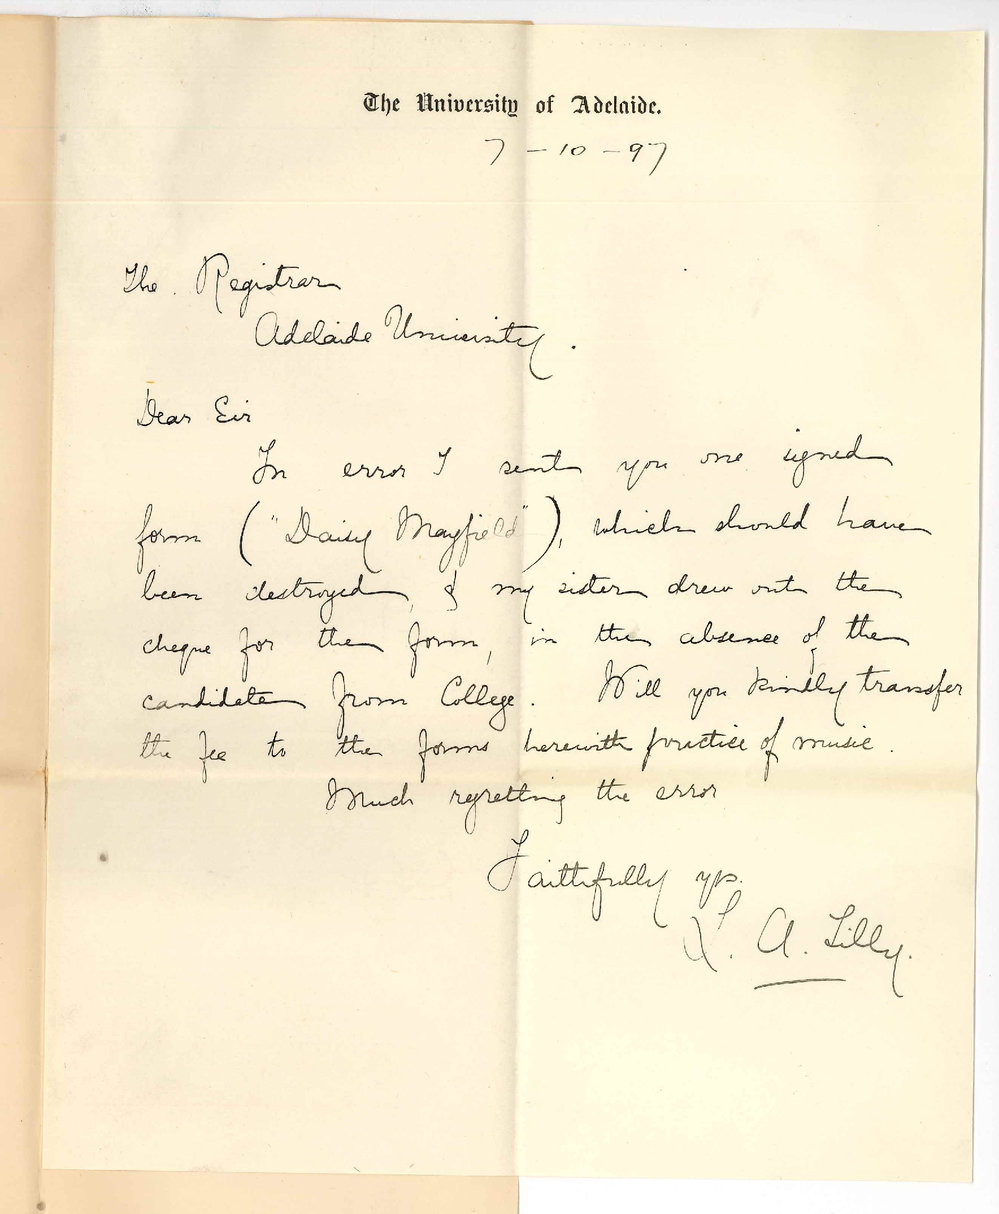 The University of Adelaide.
7 - 10 - 97
The Registrar
Adelaide University.
Dear Sir
In error I sent you one signed
form ("Daisy Mayfield"), which should have
been destroyed, & my sister drew out the
cheque for the form, in the absence of the
candidate from College. Will you kindly transfer
the fee to the forms herewith practise of music.
Much regretting the error
Faithfully yrs.
A. Lilly.